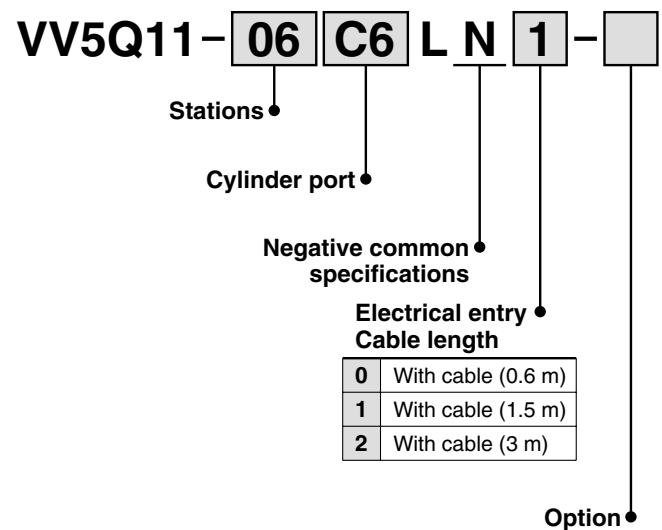 VV5Q11–06 C6 L N 1–
Stations
Cylinder port
Negative common
specifications
Electrical entry
Cable length
0 With cable (0.6 m)
1 With cable (1.5 m)
2 With cable (3 m)
Option